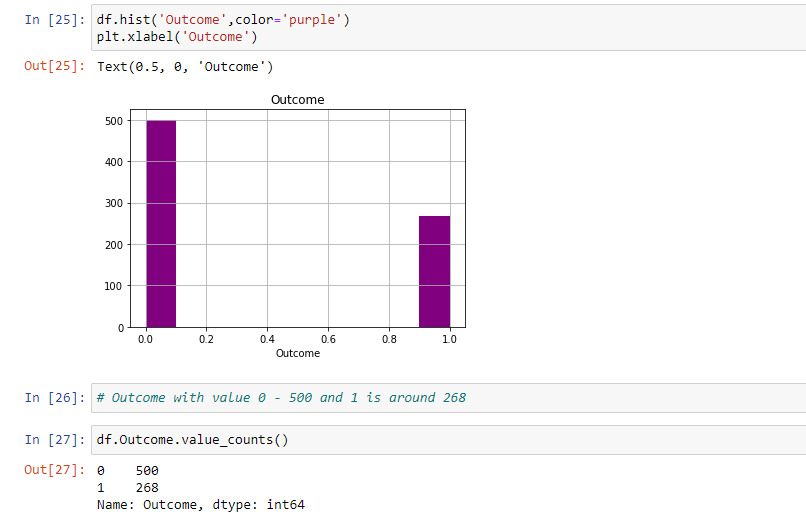 In [25]: df.hist('Outcome',color='purple')
plt.xlabel('Outcome')
Out[25]: Text(0.5, 0, 'Outcome')
Outcome
500
400
300
200
100
0
0.0 0.2 0.4 0.6 0.8 1.0
Outcome
In [26]: # Outcome with value 0 - 500 and 1 is around 268
In [27]: df.Outcome.value_counts()
Out[27]: 0 500
1 268
Name: Outcome, dtype: int64